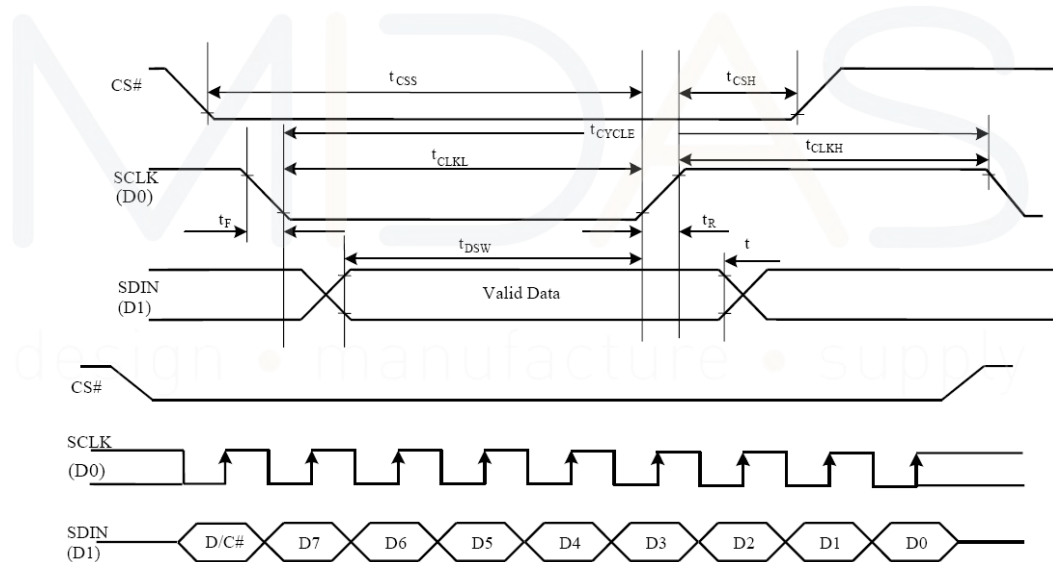 MIDAS
CS#
tCSS
tCSH
tCYCLE
tCLKL
tCLKH
SCLK
(D0)
tF
tR
tDSW
t
SDIN
(D1)
Valid Data
design • manufacture • supply
CS#
SCLK
(D0)
SDIN
(D1)
D/C# D7 D6 D5 D4 D3 D2 D1 D0